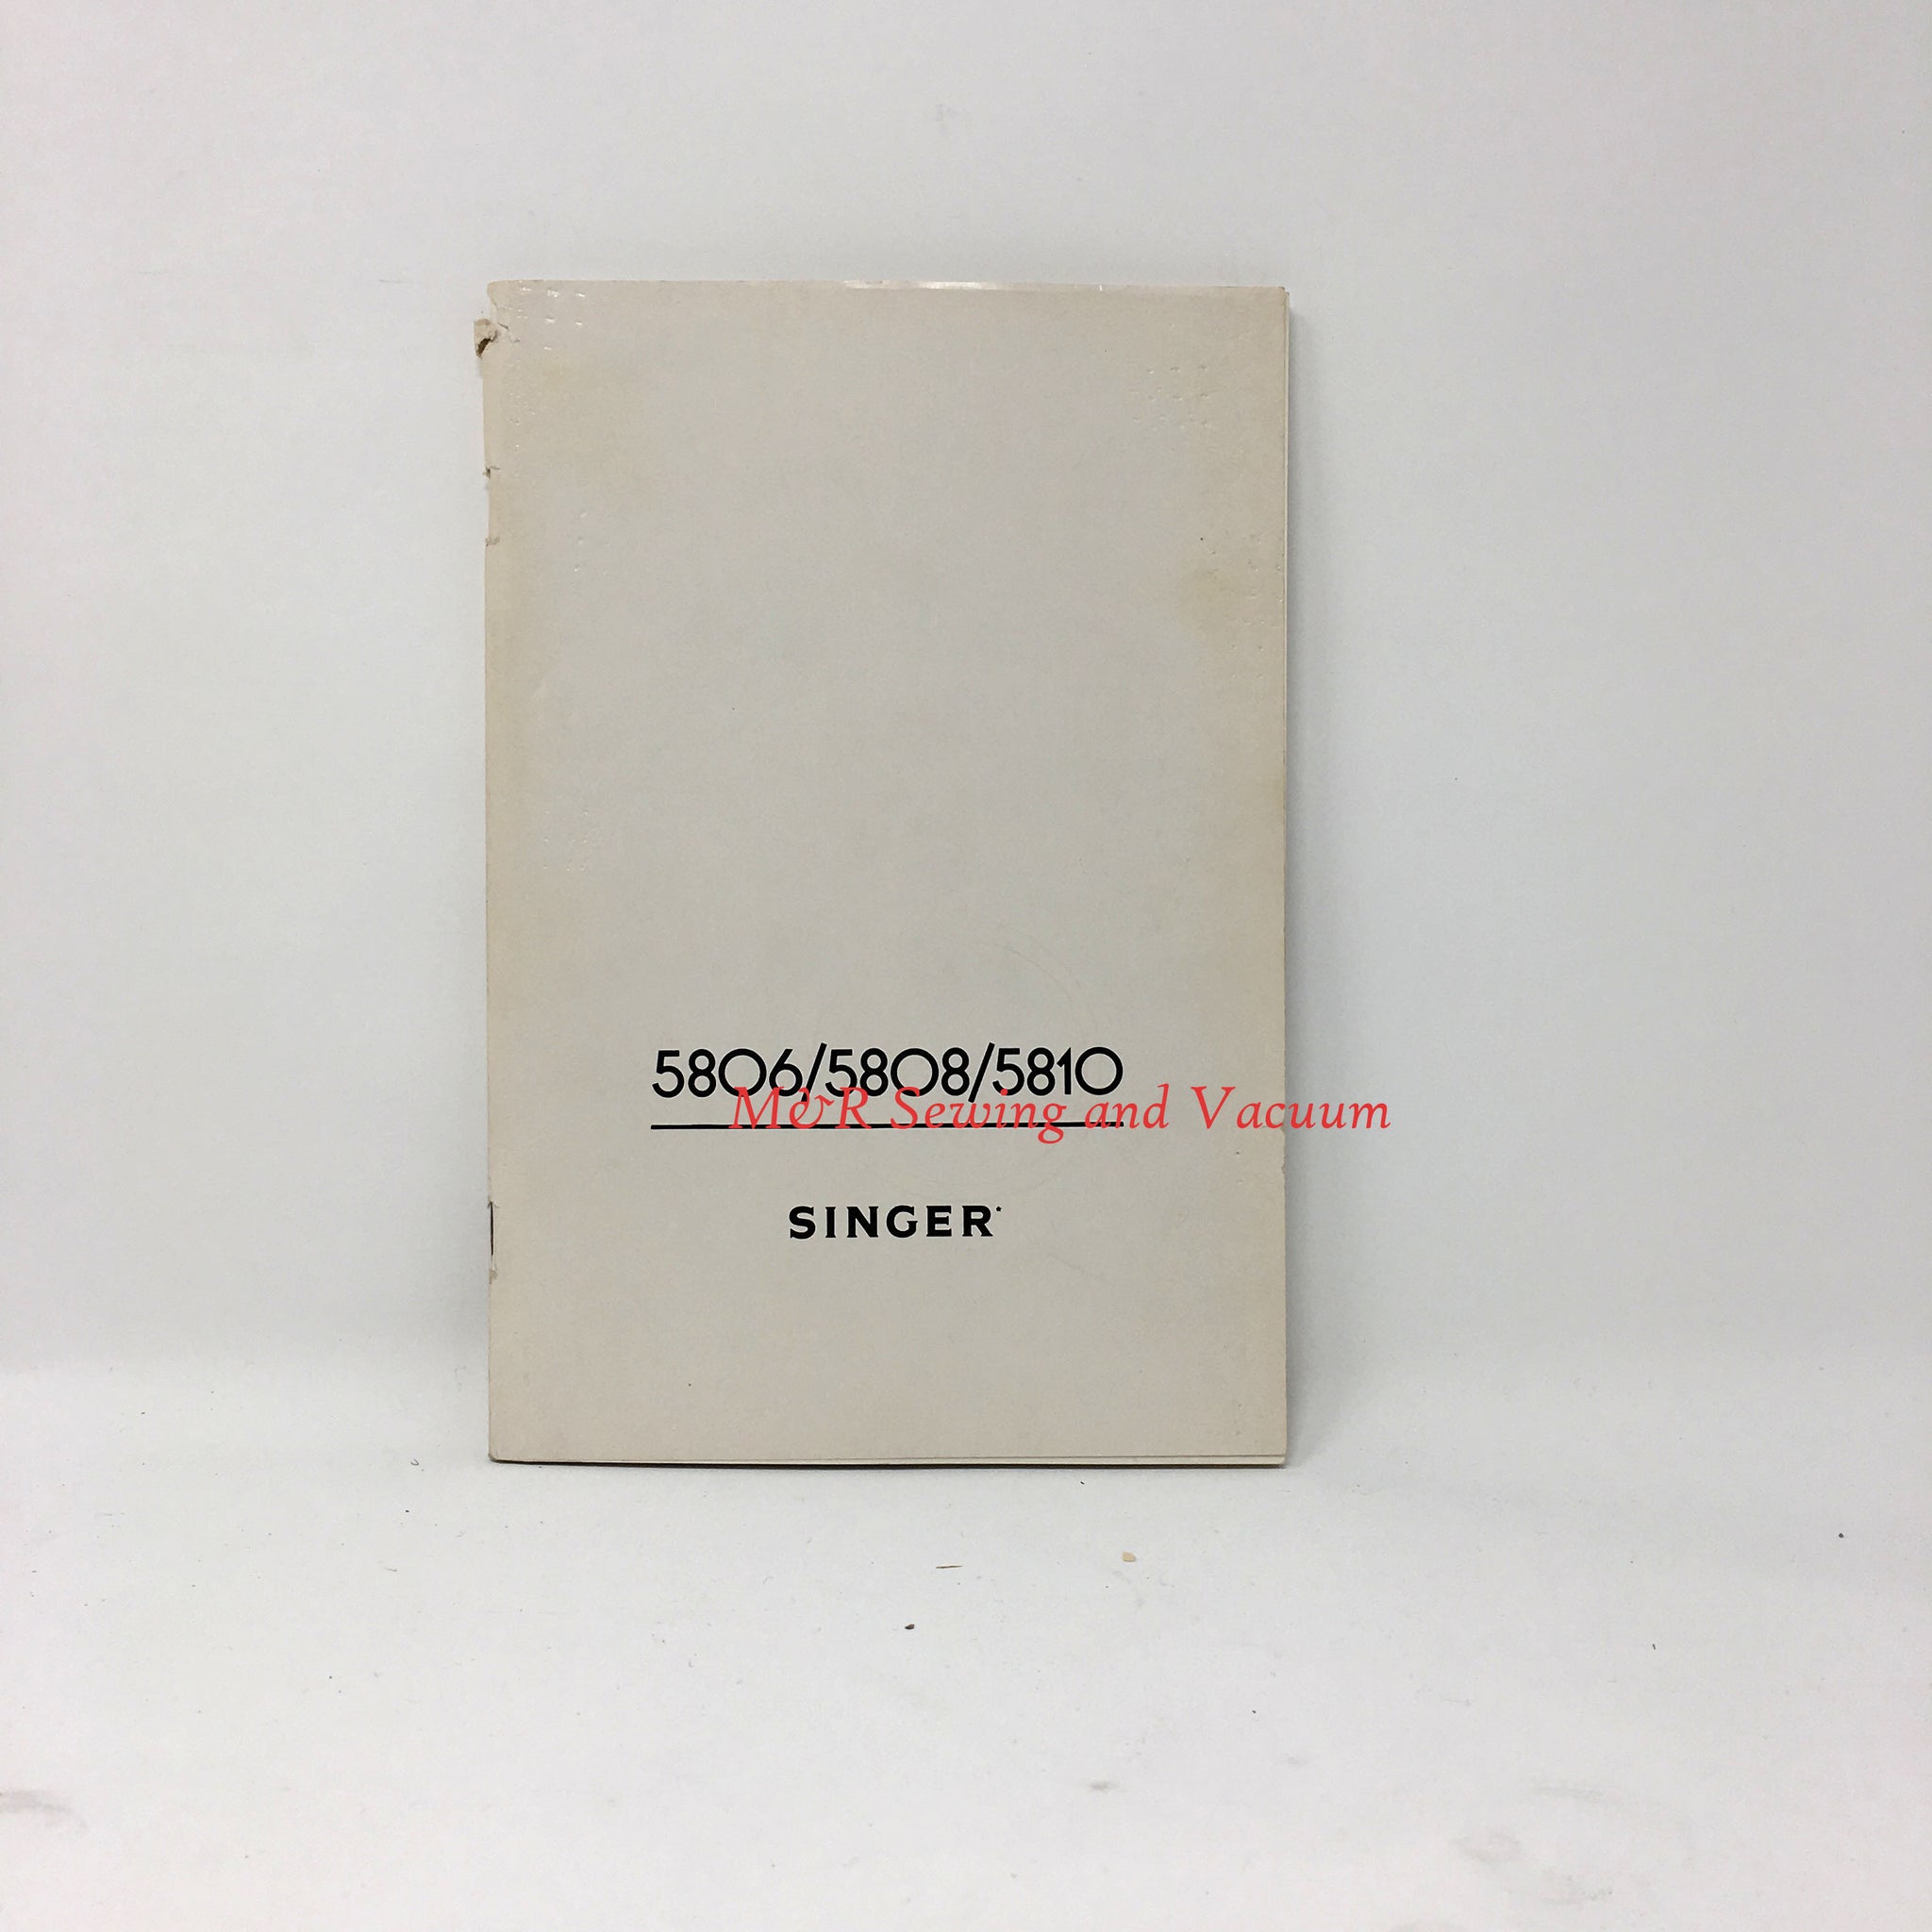 5806/5808/5810
M&R Sewing and Vacuum
SINGER*